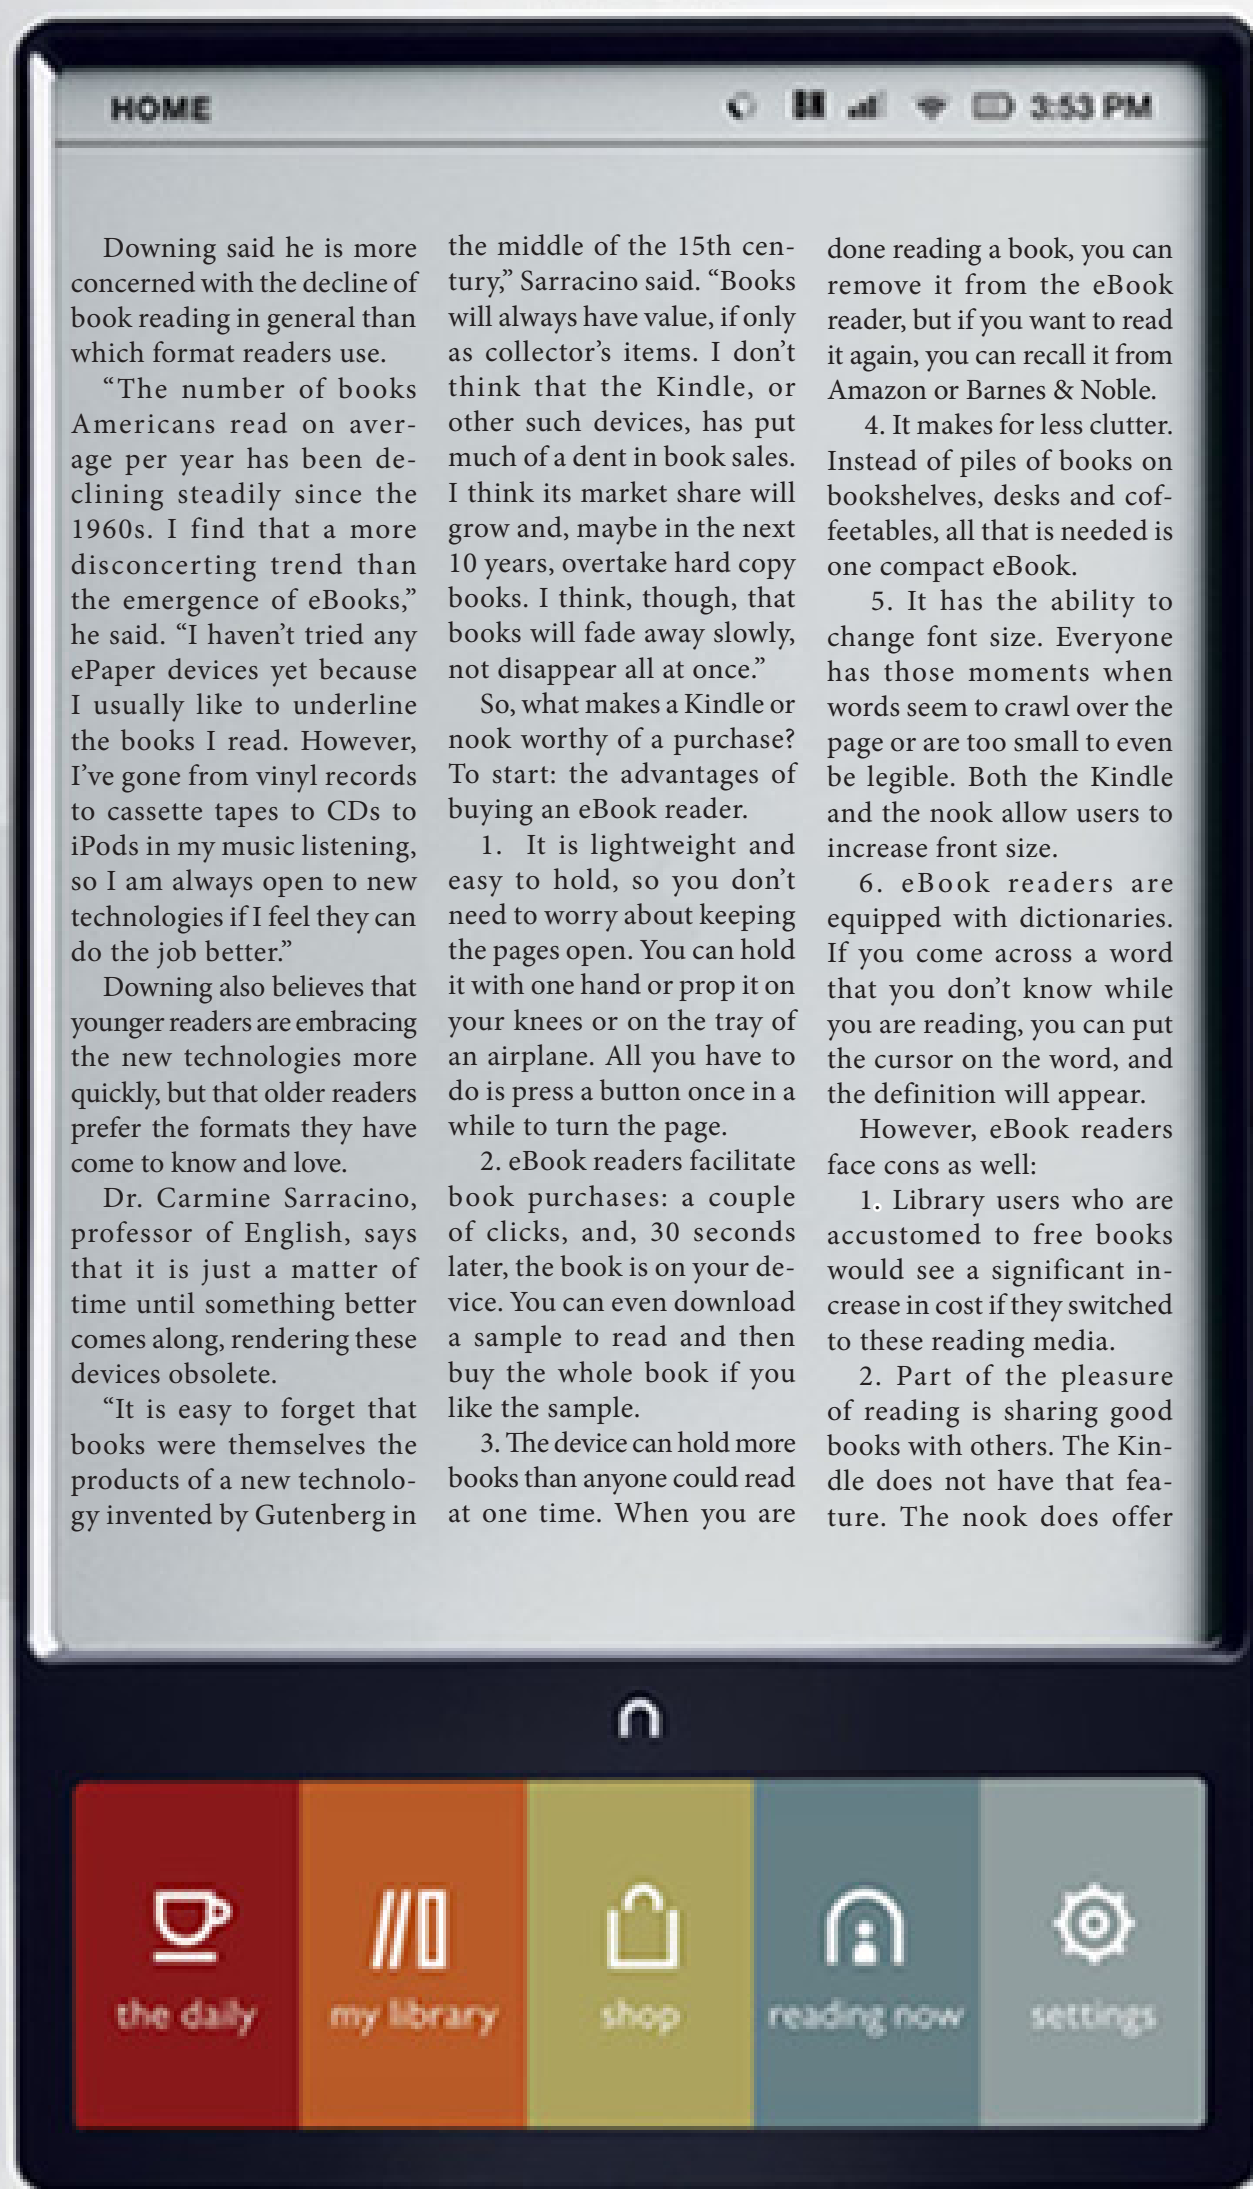 HOME
3:53 PM
Downing said he is more
concerned with the decline of
book reading in general than
which format readers use.
“The number of books
Americans read on aver-
age per year has been de-
clining steadily since the
1960s. I find that a more
disconcerting trend than
the emergence of eBooks,”
he said. “I haven’t tried any
ePaper devices yet because
I usually like to underline
the books I read. However,
I’ve gone from vinyl records
to cassette tapes to CDs to
iPods in my music listening,
so I am always open to new
technologies if I feel they can
do the job better.”
Downing also believes that
younger readers are embracing
the new technologies more
quickly, but that older readers
prefer the formats they have
come to know and love.
Dr. Carmine Sarracino,
professor of English, says
that it is just a matter of
time until something better
comes along, rendering these
devices obsolete.
“It is easy to forget that
books were themselves the
products of a new technolo-
gy invented by Gutenberg in
the middle of the 15th cen-
tury,” Sarracino said. “Books
will always have value, if only
as collector’s items. I don’t
think that the Kindle, or
other such devices, has put
much of a dent in book sales.
I think its market share will
grow and, maybe in the next
10 years, overtake hard copy
books. I think, though, that
books will fade away slowly,
not disappear all at once.”
So, what makes a Kindle or
nook worthy of a purchase?
To start: the advantages of
buying an eBook reader.
1. It is lightweight and
easy to hold, so you don’t
need to worry about keeping
the pages open. You can hold
it with one hand or prop it on
your knees or on the tray of
an airplane. All you have to
do is press a button once in a
while to turn the page.
2. eBook readers facilitate
book purchases: a couple
of clicks, and, 30 seconds
later, the book is on your de-
vice. You can even download
a sample to read and then
buy the whole book if you
like the sample.
3. The device can hold more
books than anyone could read
at one time. When you are
done reading a book, you can
remove it from the eBook
reader, but if you want to read
it again, you can recall it from
Amazon or Barnes & Noble.
4. It makes for less clutter.
Instead of piles of books on
bookshelves, desks and cof-
feetables, all that is needed is
one compact eBook.
5. It has the ability to
change font size. Everyone
has those moments when
words seem to crawl over the
page or are too small to even
be legible. Both the Kindle
and the nook allow users to
increase front size.
6. eBook readers are
equipped with dictionaries.
If you come across a word
that you don’t know while
you are reading, you can put
the cursor on the word, and
the definition will appear.
However, eBook readers
face cons as well:
1. Library users who are
accustomed to free books
would see a significant in-
crease in cost if they switched
to these reading media.
2. Part of the pleasure
of reading is sharing good
books with others. The Kin-
dle does not have that fea-
ture. The nook does offer
n
the daily
my library
shop
reading now
settings